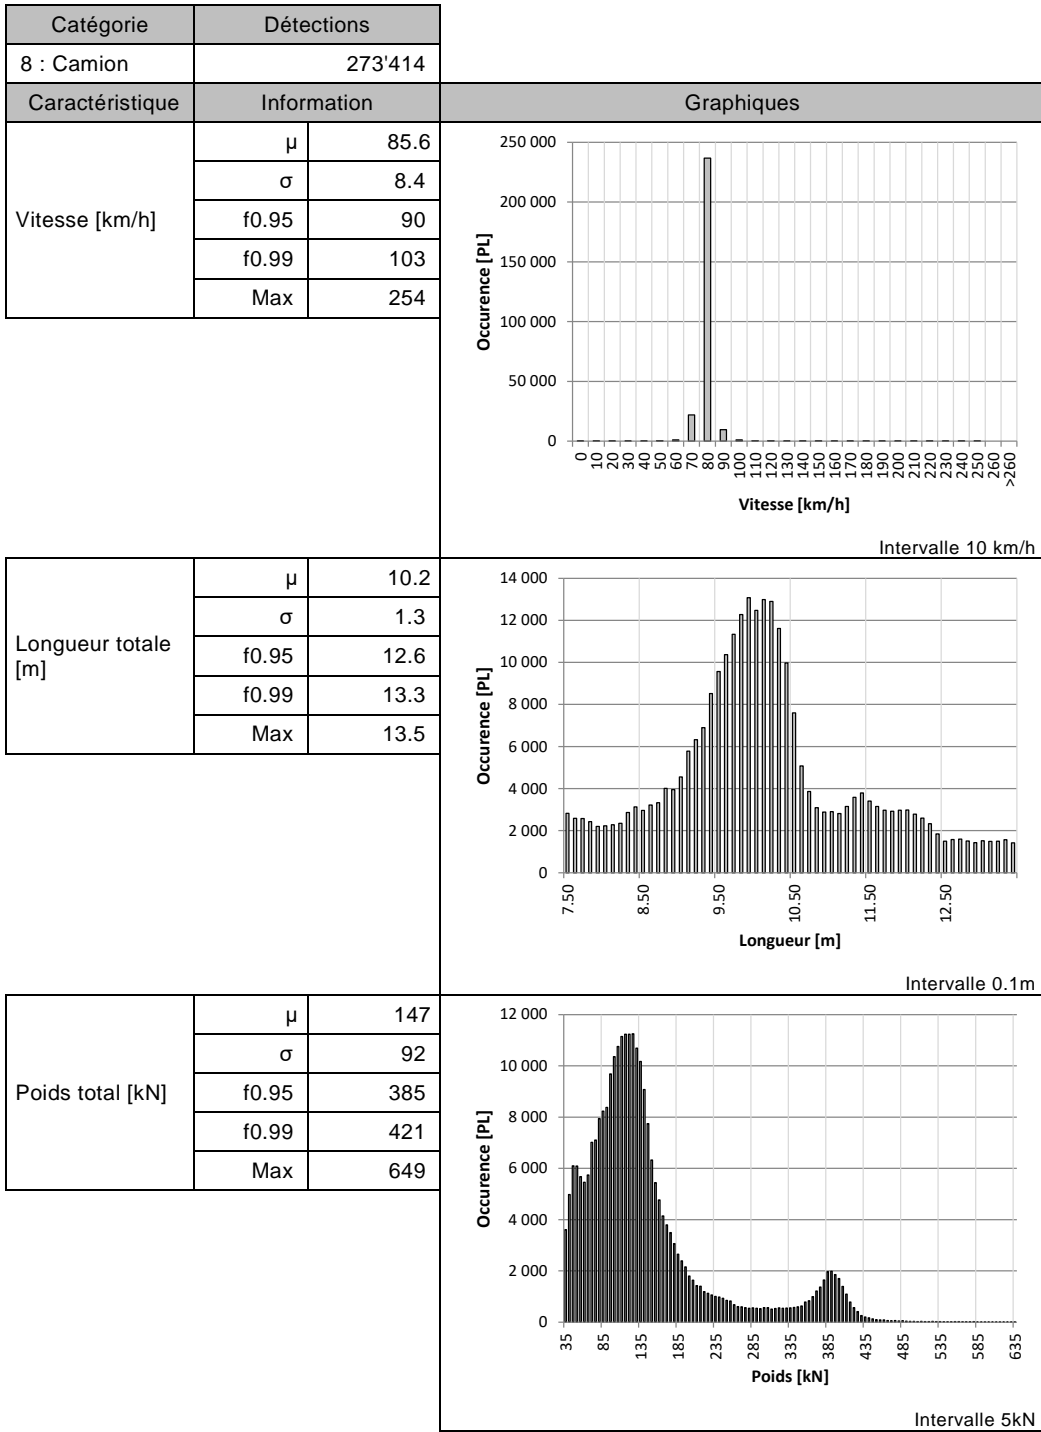 Catégorie Détections
8 : Camion 273'414
Caractéristique Information Graphiques
Vitesse [km/h]
µ 85.6
σ 8.4
f0.95 90
f0.99 103
Max 254
250 000
200 000
150 000
100 000
50 000
0
Occurence [PL]
0 10 20 30 40 50 60 70 80 90 100 110 120 130 140 150 160 170 180 190 200 210 220 230 240 250 260 >260
Vitesse [km/h]
Intervalle 10 km/h
Longueur totale
[m]
µ 10.2
σ 1.3
f0.95 12.6
f0.99 13.3
Max 13.5
14 000
12 000
10 000
8 000
6 000
4 000
2 000
0
Occurence [PL]
7.50 8.50 9.50 10.50 11.50 12.50
Longueur [m]
Intervalle 0.1m
Poids total [kN]
µ 147
σ 92
f0.95 385
f0.99 421
Max 649
12 000
10 000
8 000
6 000
4 000
2 000
0
Occurence [PL]
35 85 135 185 235 285 335 385 435 485 535 585 635
Poids [kN]
Intervalle 5kN